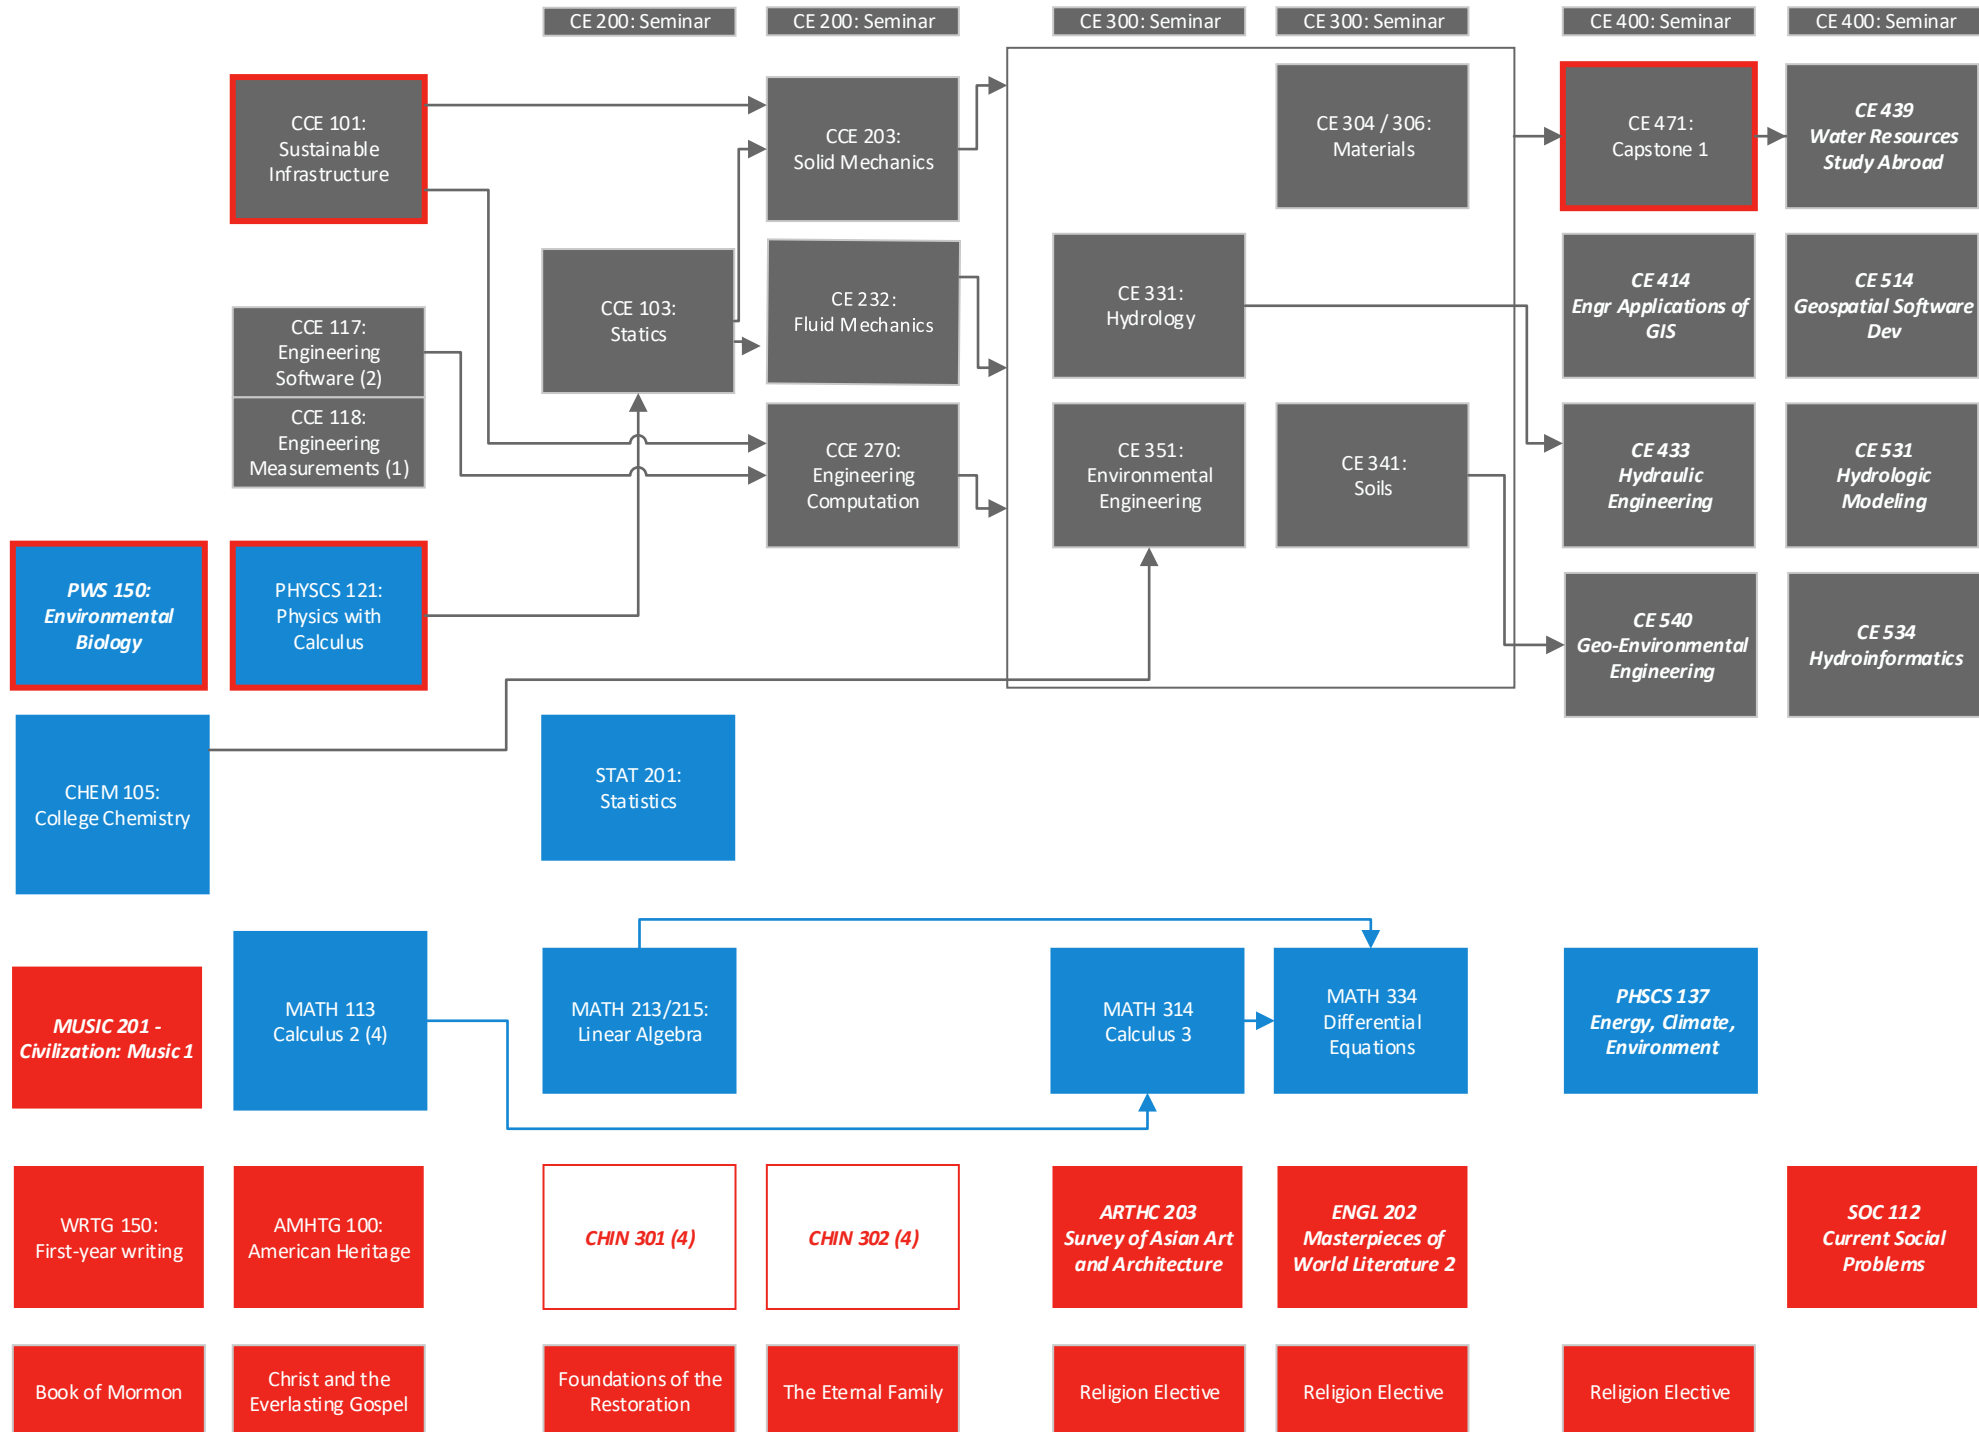 CE 200: Seminar
CE 200: Seminar
CE 300: Seminar
CE 300: Seminar
CE 400: Seminar
CE 400: Seminar
CCE 101:
Sustainable
Infrastructure
CCE 203:
Solid Mechanics
CE 304 / 306:
Materials
CE 471:
Capstone 1
CE 439
Water Resources
Study Abroad
CCE 117:
Engineering
Software (2)
CCE 118:
Engineering
Measurements (1)
CCE 103:
Statics
CE 232:
Fluid Mechanics
CE 331:
Hydrology
CE 414
Engr Applications of
GIS
CE 514
Geospatial Software
Dev
CCE 270:
Engineering
Computation
CE 351:
Environmental
Engineering
CE 341:
Soils
CE 433
Hydraulic
Engineering
CE 531
Hydrologic
Modeling
PWS 150:
Environmental
Biology
PHYSCS 121:
Physics with
Calculus
CE 540
Geo-Environmental
Engineering
CE 534
Hydroinformatics
CHEM 105:
College Chemistry
STAT 201:
Statistics
MUSIC 201 -
Civilization: Music 1
MATH 113
Calculus 2 (4)
MATH 213/215:
Linear Algebra
MATH 314
Calculus 3
MATH 334
Differential
Equations
PHSCS 137
Energy, Climate,
Environment
WRTG 150:
First-year writing
AMHTG 100:
American Heritage
CHIN 301 (4)
CHIN 302 (4)
ARTHC 203
Survey of Asian Art
and Architecture
ENGL 202
Masterpieces of
World Literature 2
SOC 112
Current Social
Problems
Book of Mormon
Christ and the
Everlasting Gospel
Foundations of the
Restoration
The Eternal Family
Religion Elective
Religion Elective
Religion Elective